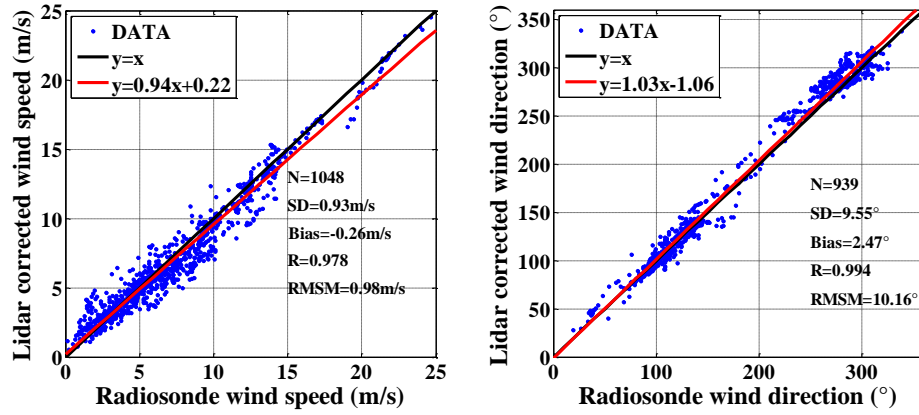 DATA
y=x
y=0.94x+0.22
N=1048
SD=0.93m/s
Bias=-0.26m/s
R=0.978
RMSM=0.98m/s
25
20
15
10
5
0
0 5 10 15 20 25
Lidar corrected wind speed (m/s)
Radiosonde wind speed (m/s)
DATA
y=x
y=1.03x-1.06
N=939
SD=9.55°
Bias=2.47°
R=0.994
RMSM=10.16°
350
300
250
200
150
100
50
0
0 100 200 300
Lidar corrected wind direction (°)
Radiosonde wind direction (°)